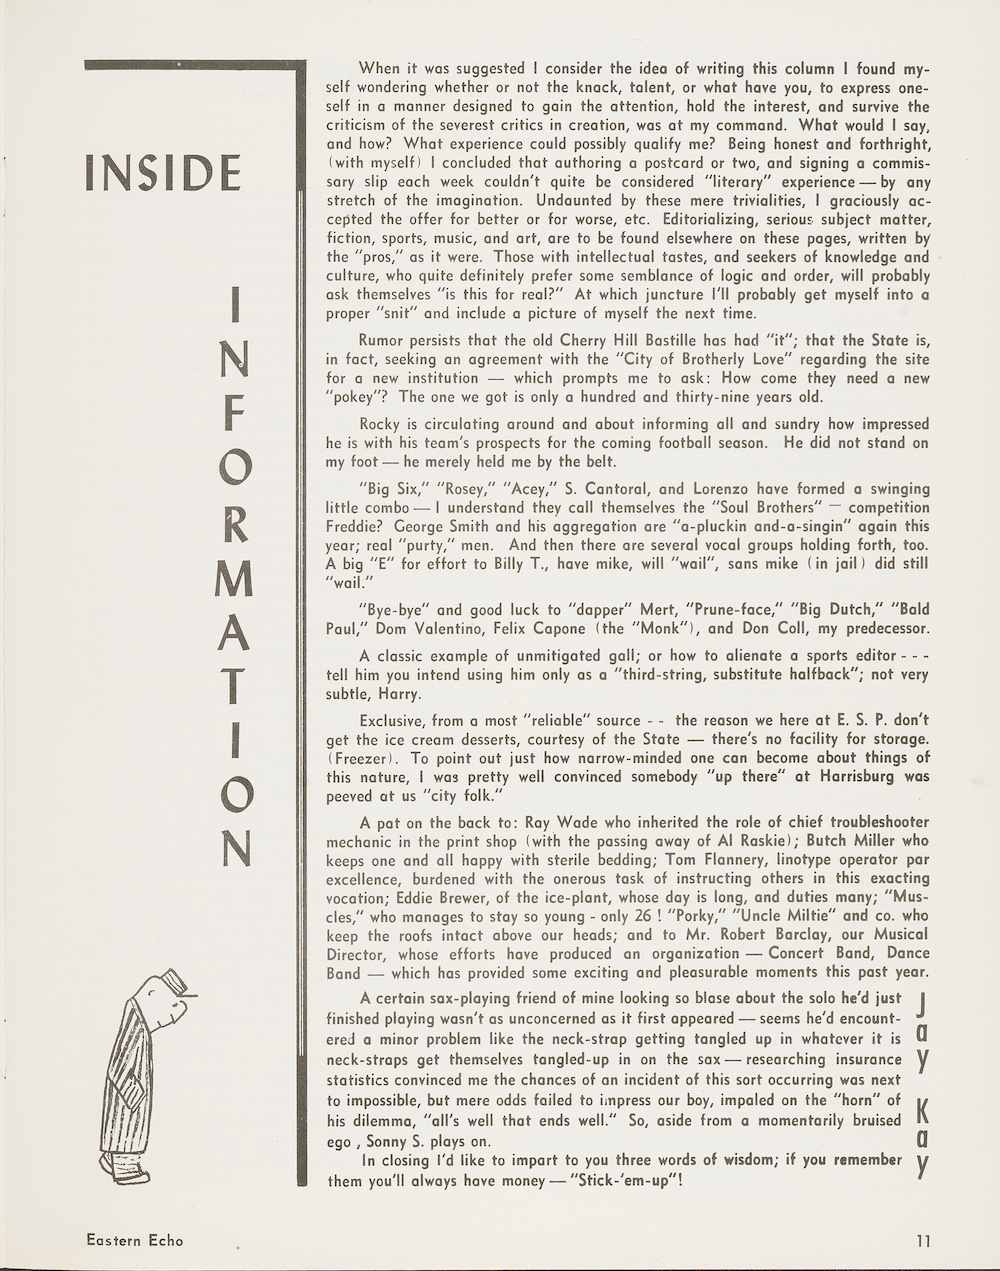 INSIDE
INFORMATION
When it was suggested I consider the idea of writing this column I found my-
self wondering whether or not the knack, talent, or what have you, to express one-
self in a manner designed to gain the attention, hold the interest, and survive the
criticism of the severest critics in creation, was at my command. What would I say,
and how? What experience could possibly qualify me? Being honest and forthright,
(with myself) I concluded that authoring a postcard or two, and signing a commis-
sary slip each week couldn't quite be considered "literary" experience — by any
stretch of the imagination. Undaunted by these mere trivialities, I graciously ac-
cepted the offer for better or for worse, etc. Editorializing, serious subject matter,
fiction, sports, music, and art, are to be found elsewhere on these pages, written by
the "pros," as it were. Those with intellectual tastes, and seekers of knowledge and
culture, who quite definitely prefer some semblance of logic and order, will probably
ask themselves "is this for real?" At which juncture I'll probably get myself into a
proper "snit" and include a picture of myself the next time.
Rumor persists that the old Cherry Hill Bastille has had "it"; that the State is,
in fact, seeking an agreement with the "City of Brotherly Love" regarding the site
for a new institution — which prompts me to ask: How come they need a new
"pokey"? The one we got is only a hundred and thirty-nine years old.
Rocky is circulating around and about informing all and sundry how impressed
he is with his team's prospects for the coming football season. He did not stand on
my foot — he merely held me by the belt.
"Big Six," "Rosey," "Acey," S. Cantoral, and Lorenzo have formed a swinging
little combo — I understand they call themselves the "Soul Brothers" — competition
Freddie? George Smith and his aggregation are "a-pluckin and-a-singin" again this
year; real "purty," men. And then there are several vocal groups holding forth, too.
A big "E" for effort to Billy T., have mike, will "wail", sans mike (in jail) did still
"wail."
"Bye-bye" and good luck to "dapper" Mert, "Prune-face," "Big Dutch," "Bald
Paul," Dom Valentino, Felix Capone (the "Monk"), and Don Coll, my predecessor.
A classic example of unmitigated gall; or how to alienate a sports editor - - -
tell him you intend using him only as a "third-string, substitute halfback"; not very
subtle, Harry.
Exclusive, from a most "reliable" source - - the reason we here at E. S. P. don't
get the ice cream desserts, courtesy of the State — there's no facility for storage.
(Freezer). To point out just how narrow-minded one can become about things of
this nature, I was pretty well convinced somebody "up there" at Harrisburg was
peeved at us "city folk."
A pat on the back to: Ray Wade who inherited the role of chief troubleshooter
mechanic in the print shop (with the passing away of Al Raskie); Butch Miller who
keeps one and all happy with sterile bedding; Tom Flannery, linotype operator par
excellence, burdened with the onerous task of instructing others in this exacting
vocation; Eddie Brewer, of the ice-plant, whose day is long, and duties many; "Mus-
cles," who manages to stay so young - only 26 ! "Porky," "Uncle Miltie" and co. who
keep the roofs intact above our heads; and to Mr. Robert Barclay, our Musical
Director, whose efforts have produced an organization — Concert Band, Dance
Band — which has provided some exciting and pleasurable moments this past year.
A certain sax-playing friend of mine looking so blase about the solo he'd just
finished playing wasn't as unconcerned as it first appeared — seems he'd encount-
ered a minor problem like the neck-strap getting tangled up in whatever it is
neck-straps get themselves tangled-up in on the sax — researching insurance
statistics convinced me the chances of an incident of this sort occurring was next
to impossible, but mere odds failed to impress our boy, impaled on the "horn" of
his dilemma, "all's well that ends well." So, aside from a momentarily bruised
ego , Sonny S. plays on.
In closing I'd like to impart to you three words of wisdom; if you remember
them you'll always have money — "Stick-'em-up"!
Jay Kay
Eastern Echo
11